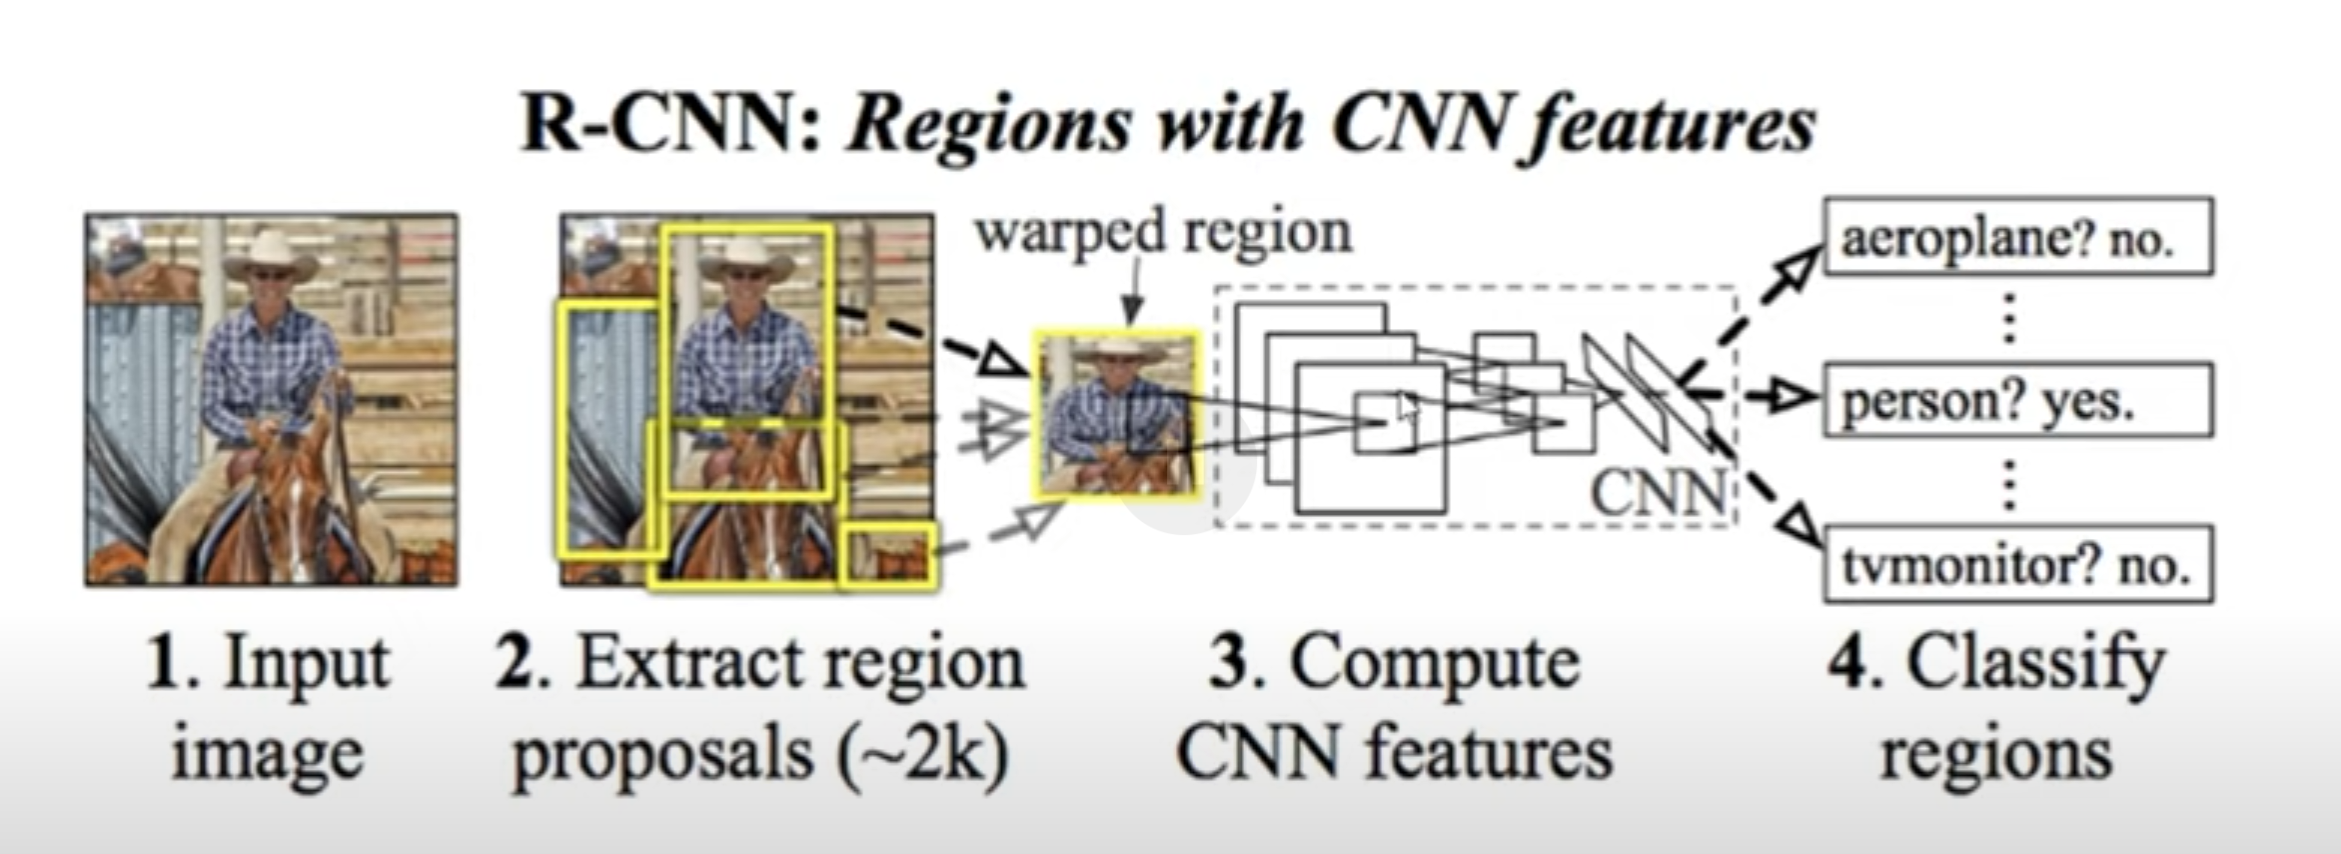 R-CNN: Regions with CNN features
warped region
aeroplane? no.
person? yes.
CNN
tvmonitor? no.
1. Input
image
2. Extract region
proposals (~2k)
3. Compute
CNN features
4. Classify
regions